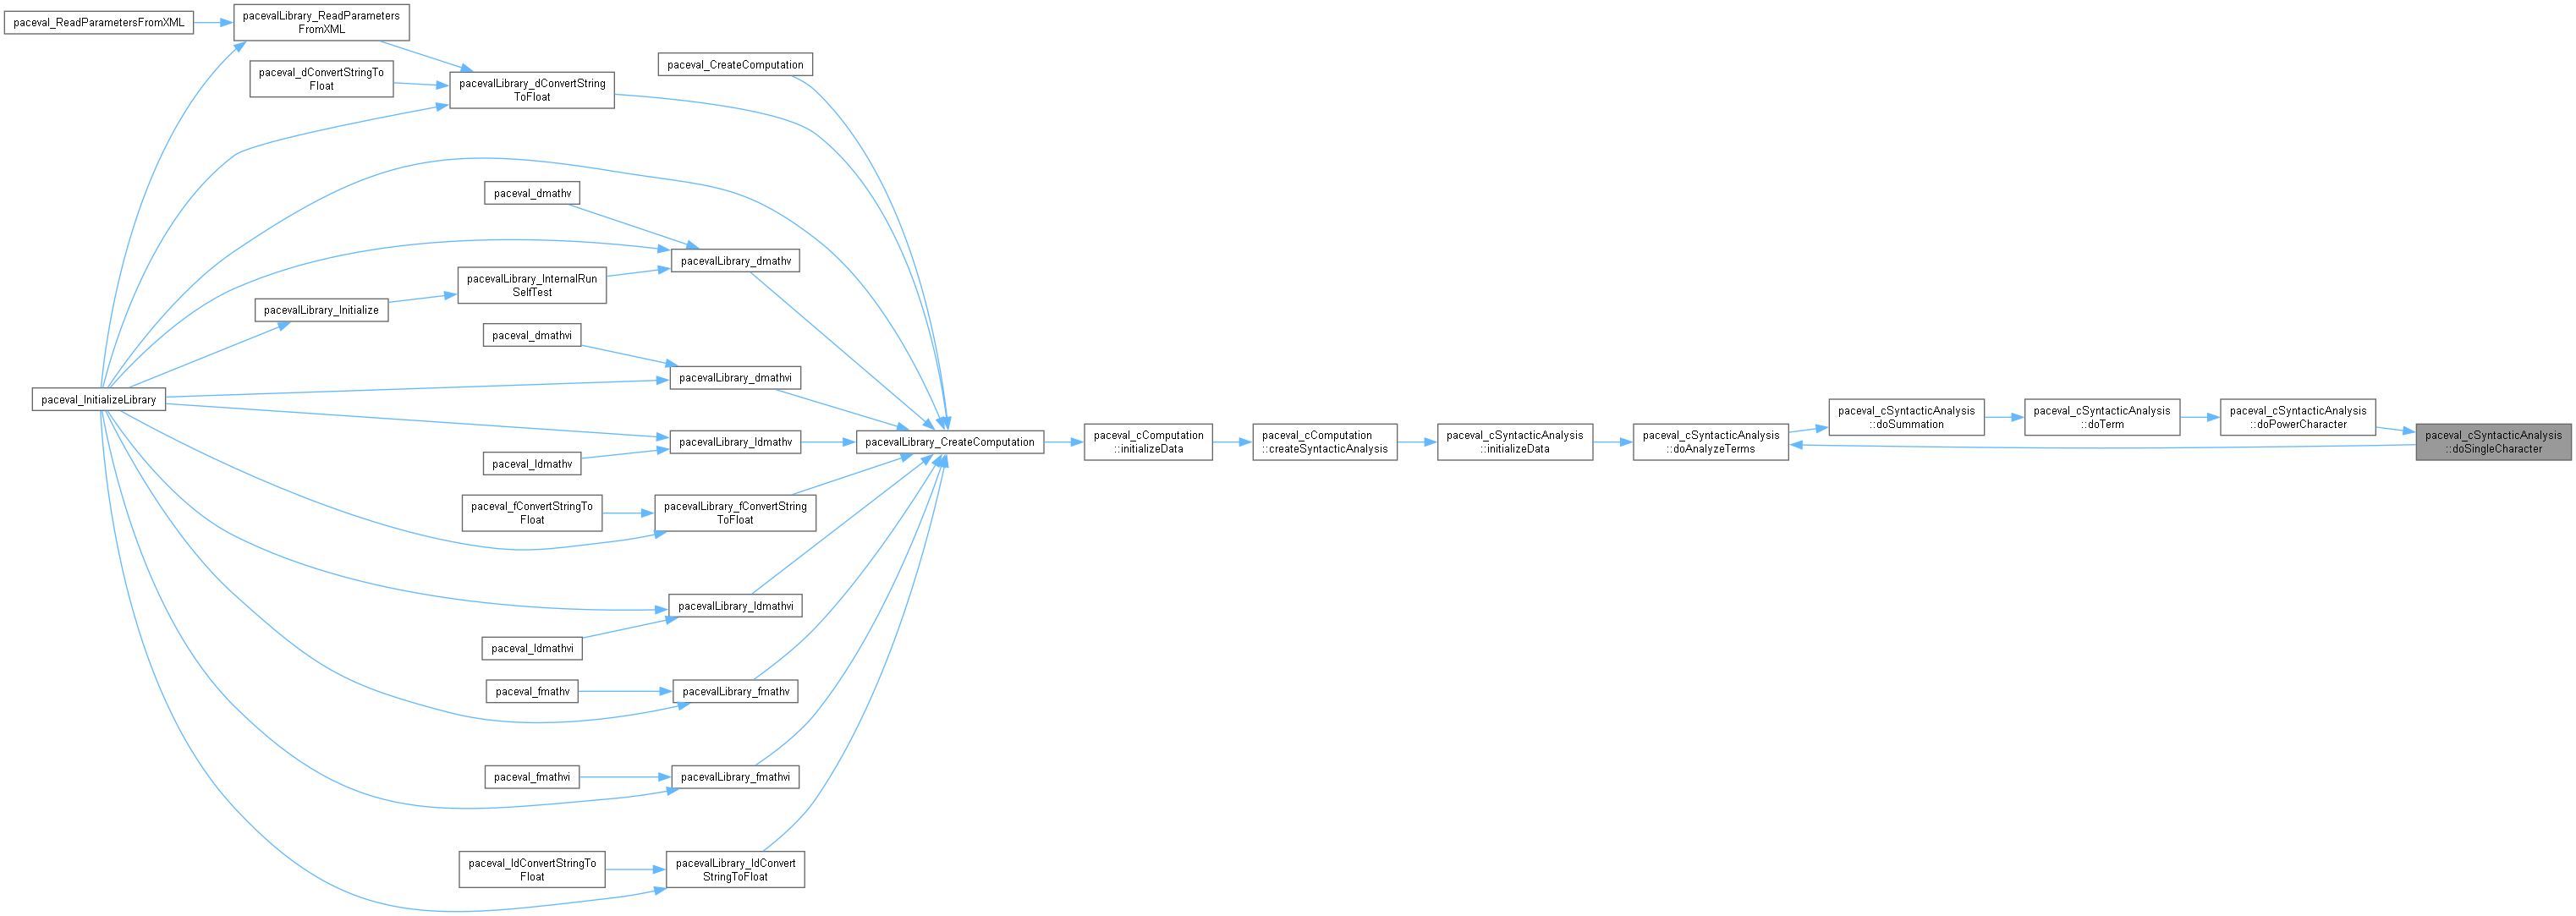 paceval_ReadParametersFromXML
pacevalLibrary_ReadParameters
FromXML
paceval_dConvertStringTo
Float
pacevalLibrary_dConvertString
ToFloat
paceval_CreateComputation
paceval_dmathv
pacevalLibrary_dmathv
pacevalLibrary_InternalRun
SelfTest
pacevalLibrary_Initialize
paceval_dmathvi
pacevalLibrary_dmathvi
paceval_InitializeLibrary
pacevalLibrary_ldmathv
paceval_ldmathv
pacevalLibrary_CreateComputation
paceval_cComputation
::initializeData
paceval_cComputation
::createSyntacticAnalysis
paceval_cSyntacticAnalysis
::initializeData
paceval_cSyntacticAnalysis
::doAnalyzeTerms
paceval_cSyntacticAnalysis
::doSummation
paceval_cSyntacticAnalysis
::doTerm
paceval_cSyntacticAnalysis
::doPowerCharacter
paceval_cSyntacticAnalysis
::doSingleCharacter
paceval_fConvertStringTo
Float
pacevalLibrary_fConvertString
ToFloat
pacevalLibrary_ldmathvi
paceval_ldmathvi
paceval_fmathv
pacevalLibrary_fmathv
paceval_fmathvi
pacevalLibrary_fmathvi
paceval_ldConvertStringTo
Float
pacevalLibrary_ldConvert
StringToFloat